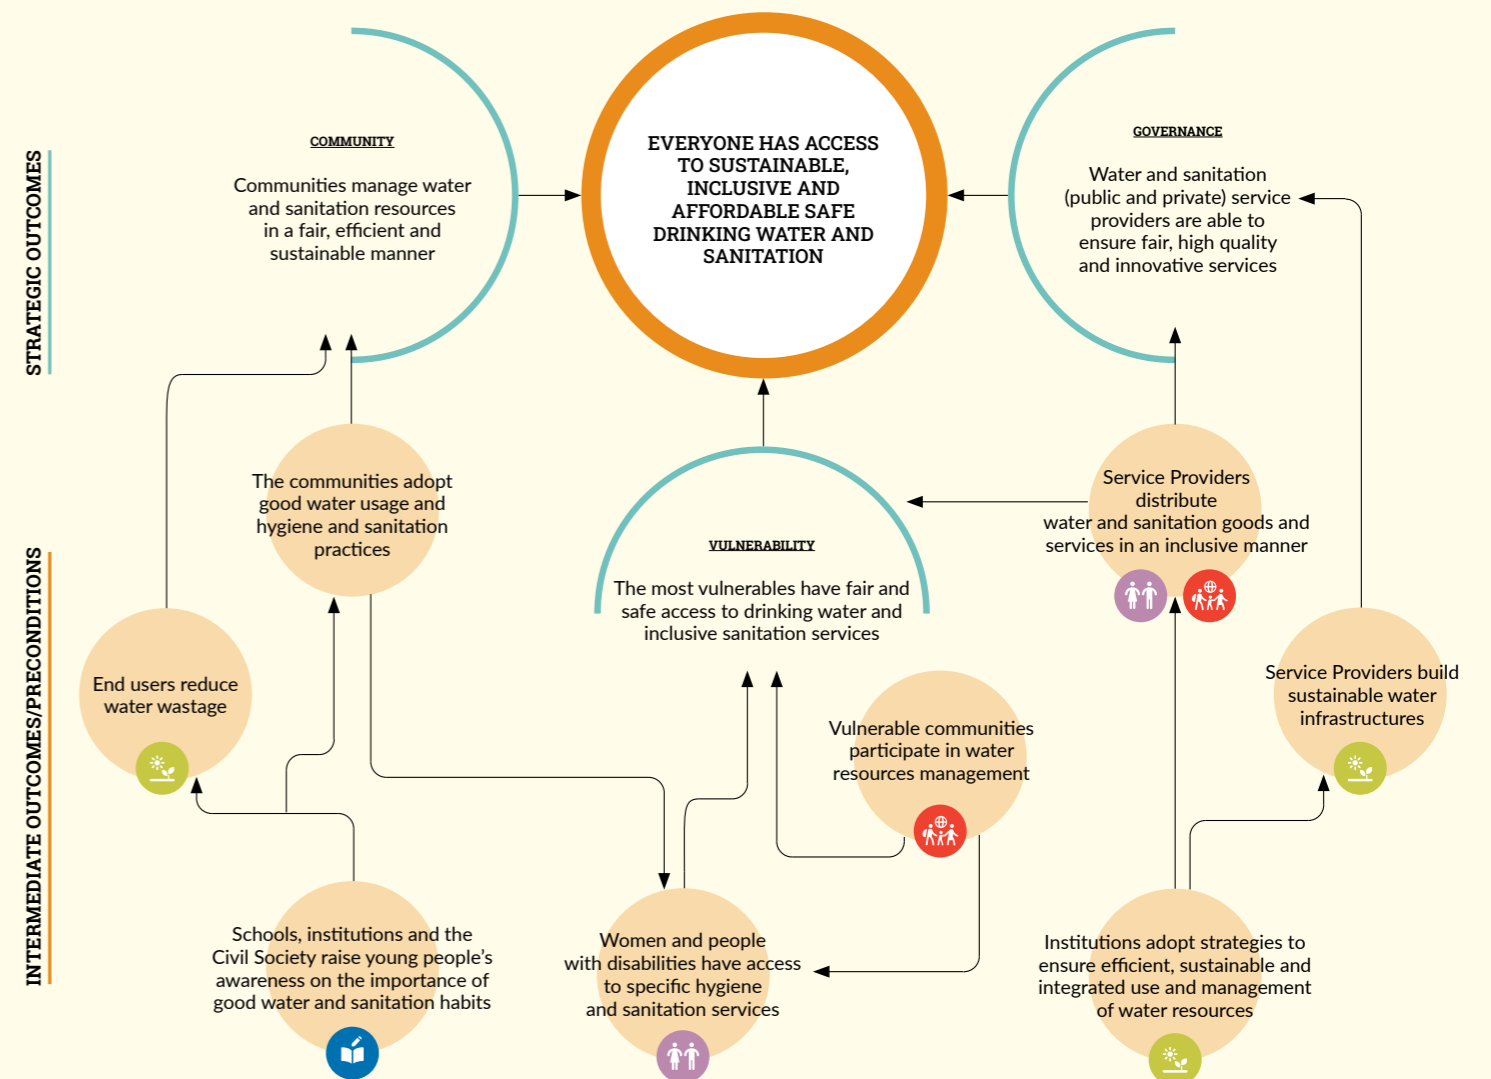 STRATEGIC OUTCOMES
COMMUNITY
Communities manage water
and sanitation resources
in a fair, efficient and
sustainable manner
EVERYONE HAS ACCESS
TO SUSTAINABLE,
INCLUSIVE AND
AFFORDABLE SAFE
DRINKING WATER AND
SANITATION
GOVERNANCE
Water and sanitation
(public and private) service
providers are able to
ensure fair, high quality
and innovative services
INTERMEDIATE OUTCOMES/PRECONDITIONS
The communities adopt
good water usage and
hygiene and sanitation
practices
VULNERABILITY
The most vulnerables have fair and
safe access to drinking water and
inclusive sanitation services
Service Providers
distribute
water and sanitation goods and
services in an inclusive manner
End users reduce
water wastage
Vulnerable communities
participate in water
resources management
Service Providers build
sustainable water
infrastructures
Schools, institutions and the
Civil Society raise young people’s
awareness on the importance of
good water and sanitation habits
Women and people
with disabilities have access
to specific hygiene
and sanitation services
Institutions adopt strategies to
ensure efficient, sustainable and
integrated use and management
of water resources